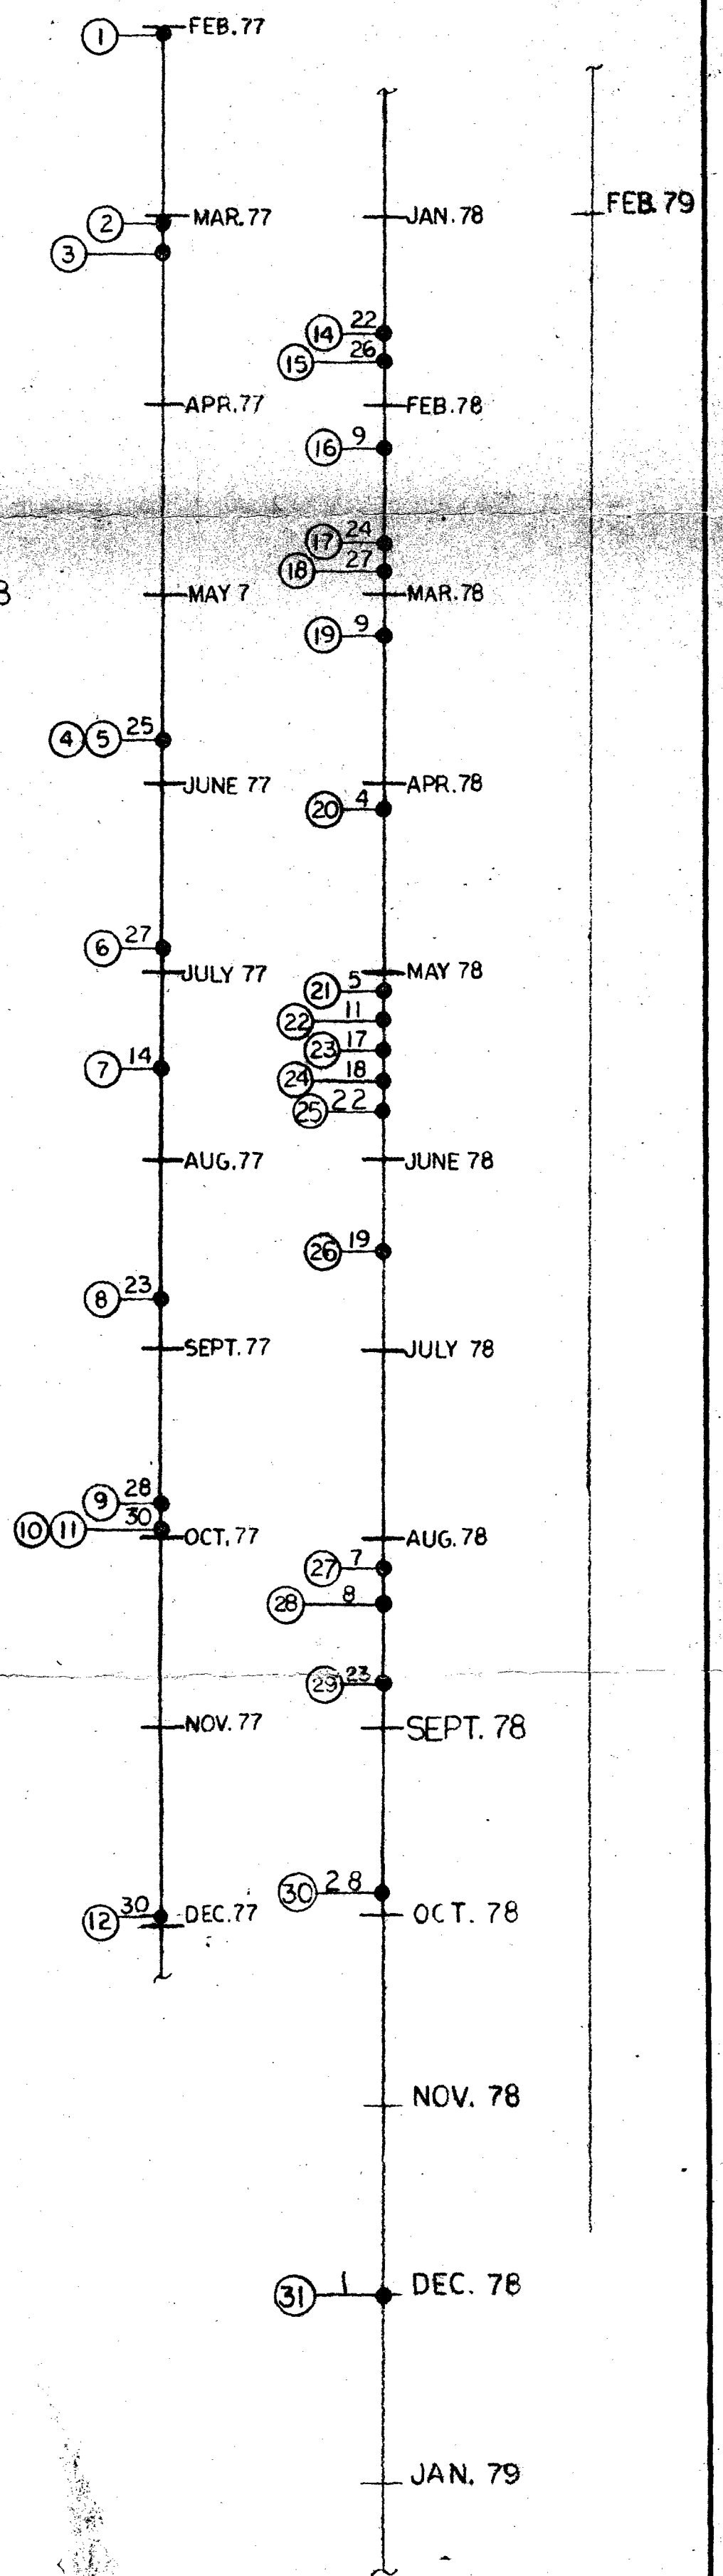 1 FEB. 77
2 MAR. 77
3
APR. 77
MAY 7
4 5 25
JUNE 77
6 27
JULY 77
7 14
AUG. 77
8 23
SEPT. 77
9 28
10 11 30
OCT. 77
NOV. 77
12 30 DEC. 77
JAN. 78
14 22
15 26
FEB. 78
16 9
17 24
18 27
MAR. 78
19 9
APR. 78
20 4
MAY 78
21 5
22 11
23 17
24 18
25 22
JUNE 78
26 19
JULY 78
AUG. 78
27 7
28 8
29 23
SEPT. 78
30 28
OCT. 78
NOV. 78
31 1 DEC. 78
JAN. 79
FEB. 79